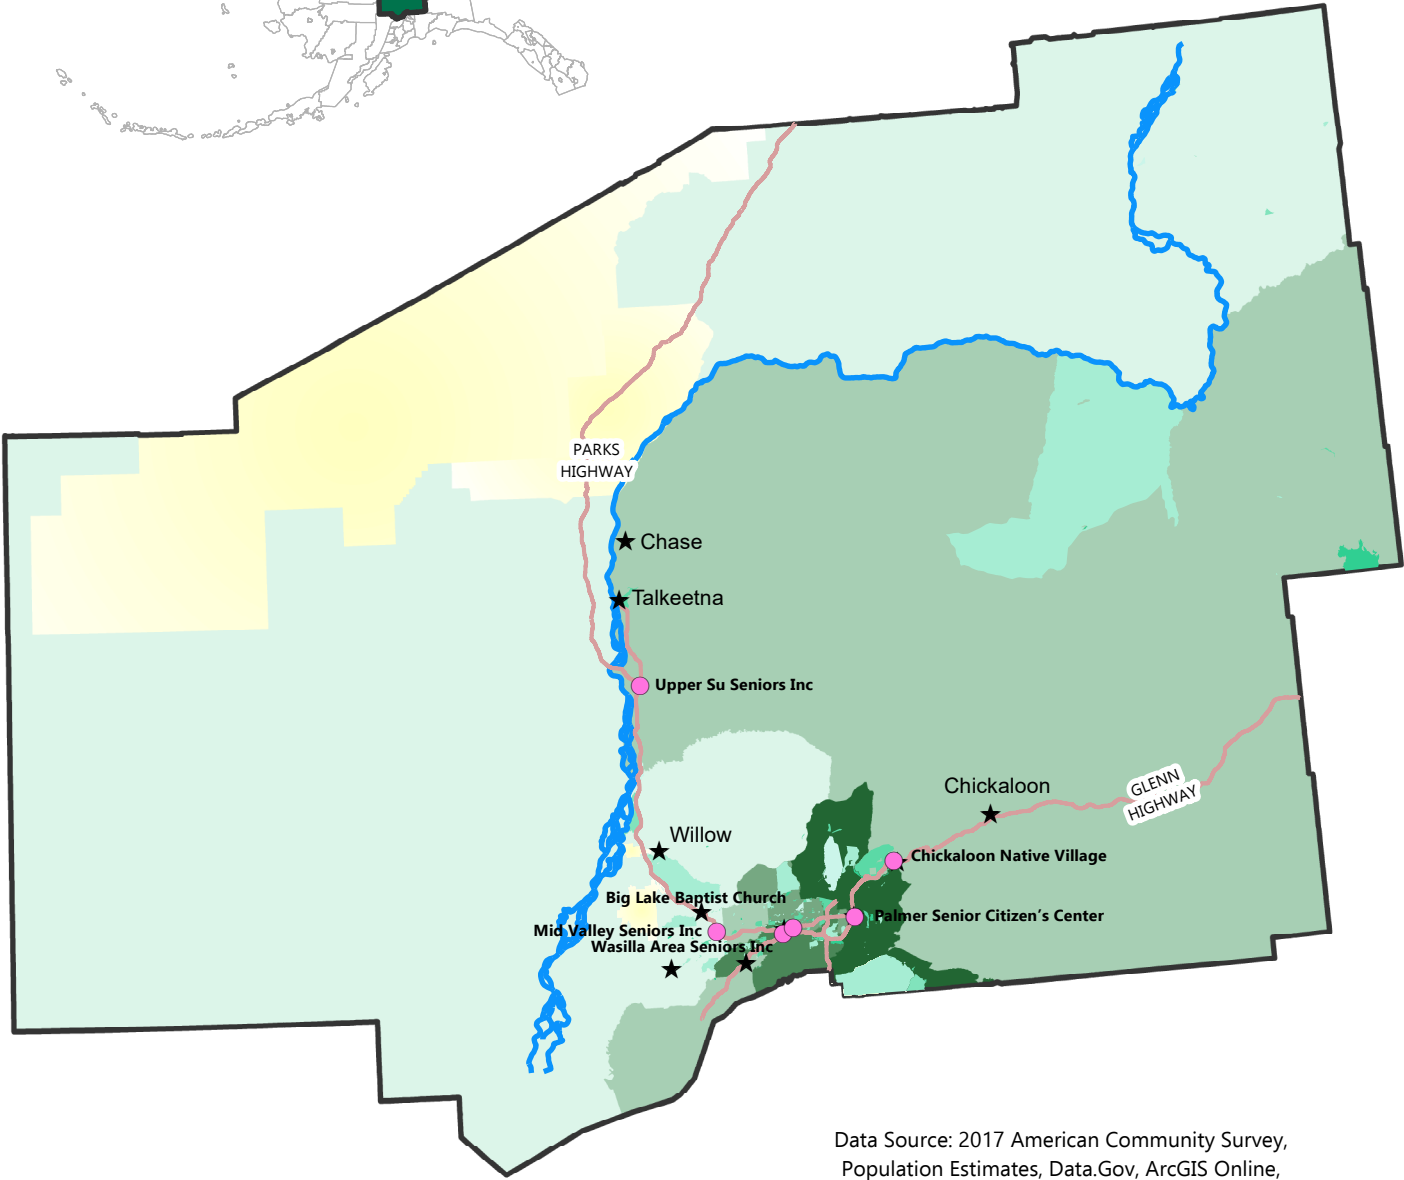 PARKS
HIGHWAY
Chase
Talkeetna
Upper Su Seniors Inc
GLENN
HIGHWAY
Chickaloon
Willow
Chickaloon Native Village
Big Lake Baptist Church
Palmer Senior Citizen's Center
Mid Valley Seniors Inc
Wasilla Area Seniors Inc
Data Source: 2017 American Community Survey,
Population Estimates, Data.Gov, ArcGIS Online,